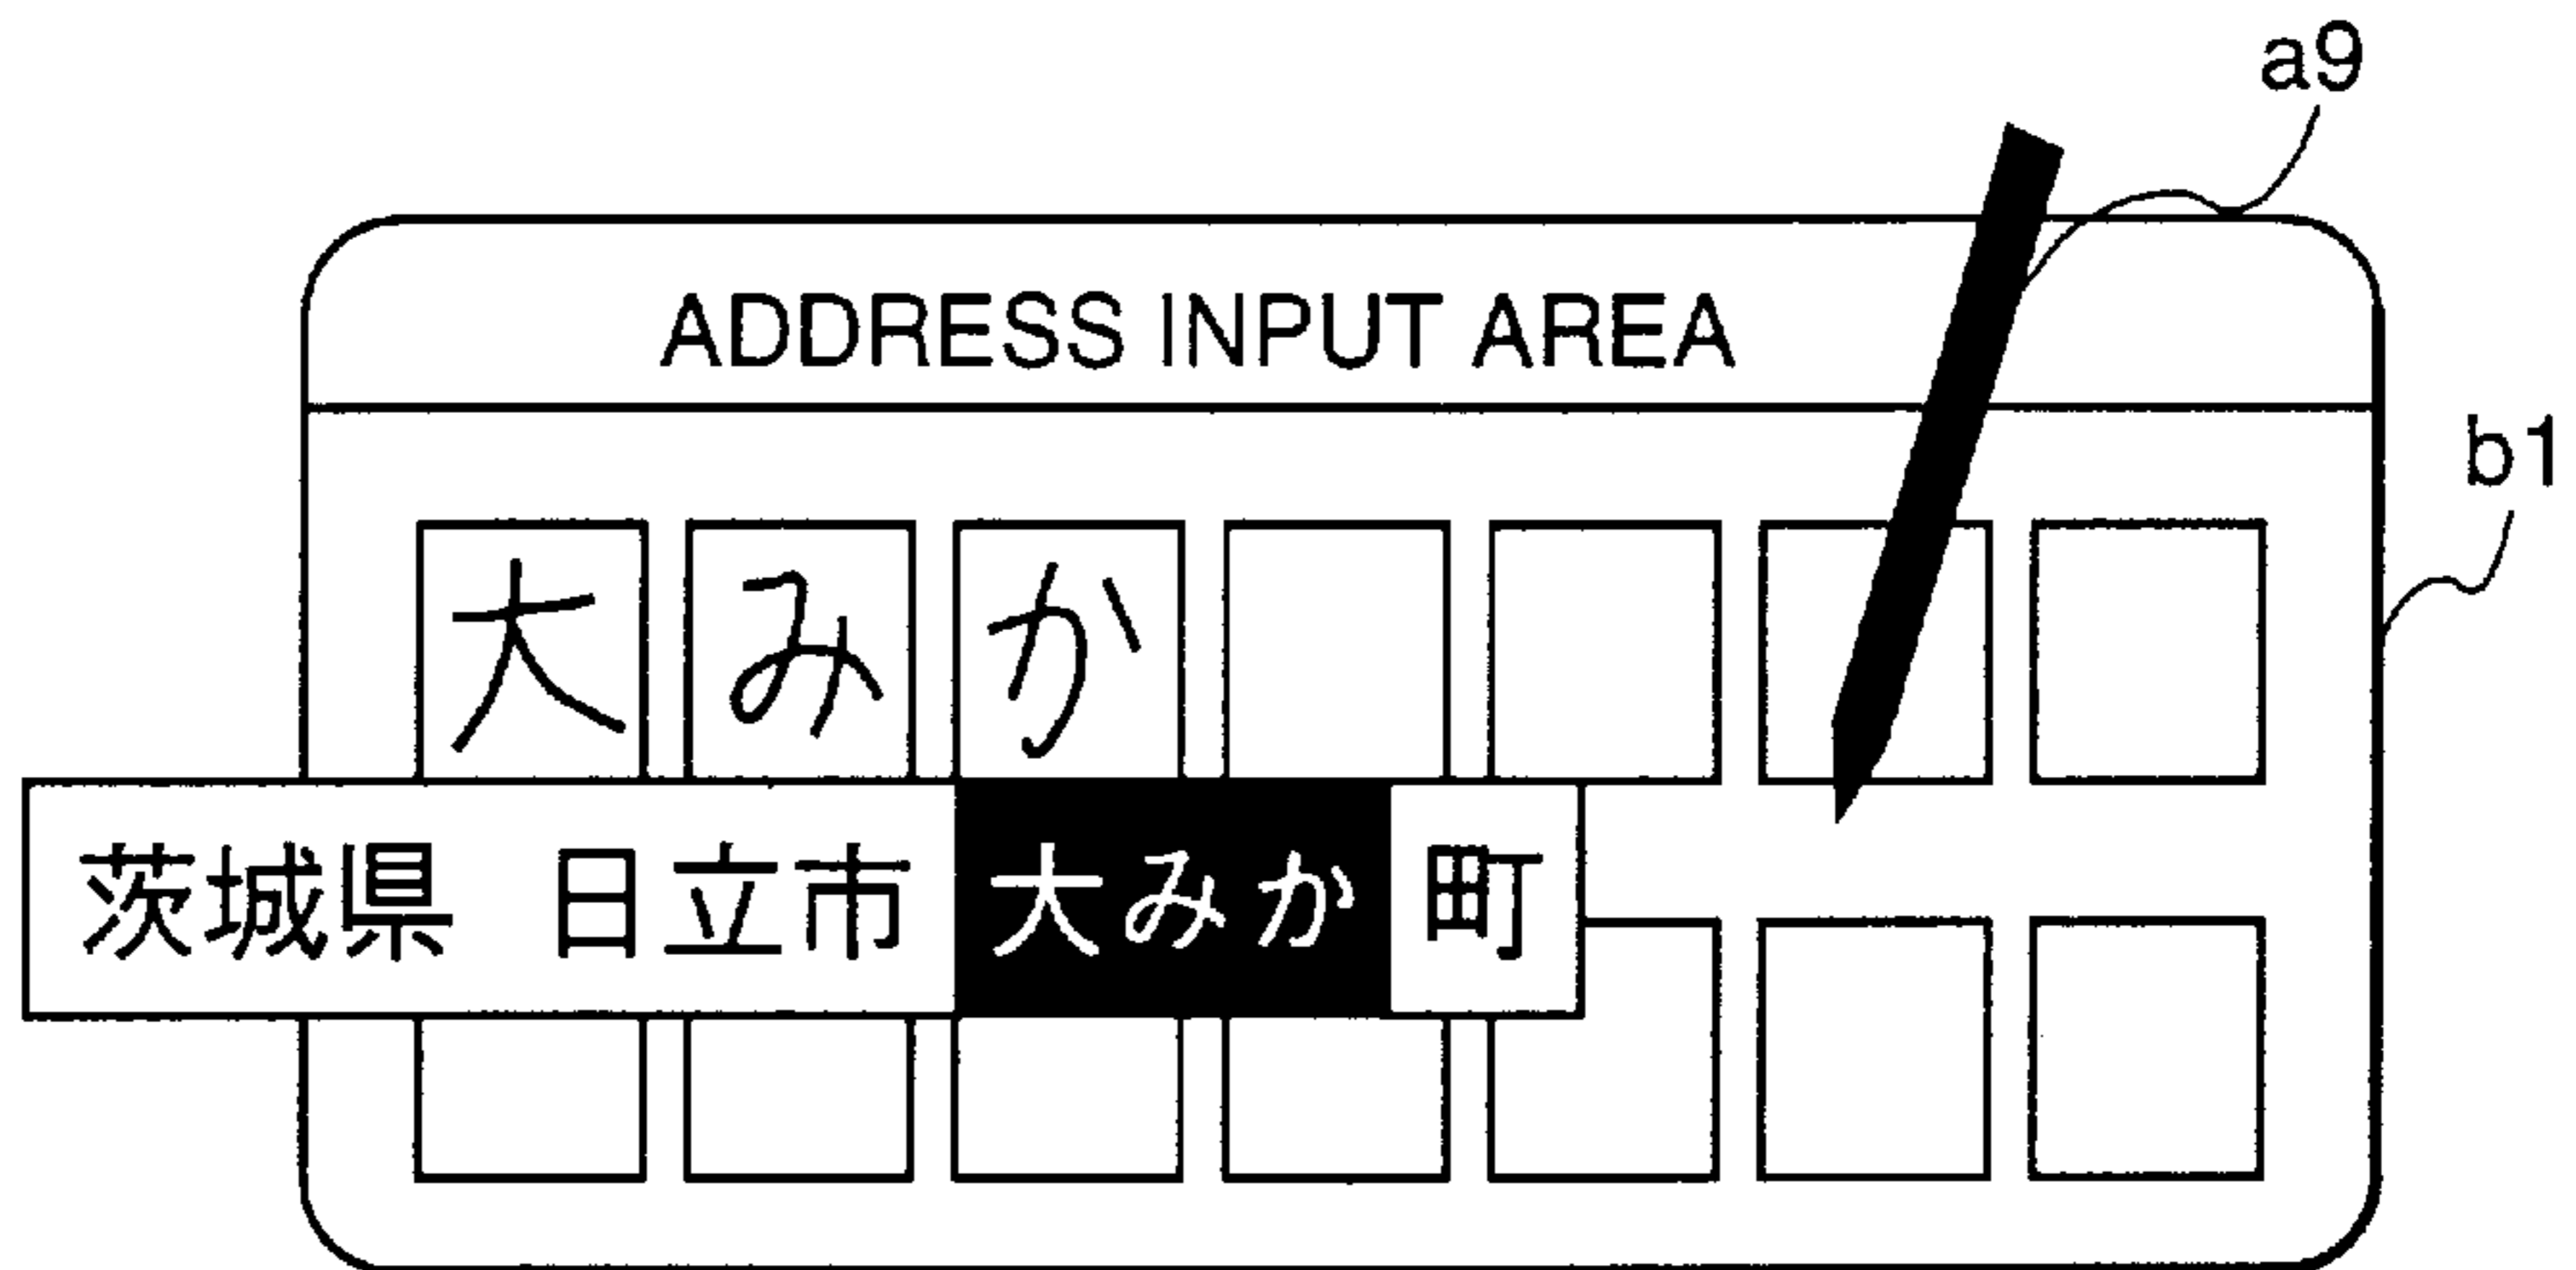 a9
ADDRESS INPUT AREA
b1
大みか
茨城県 日立市 大みか 町